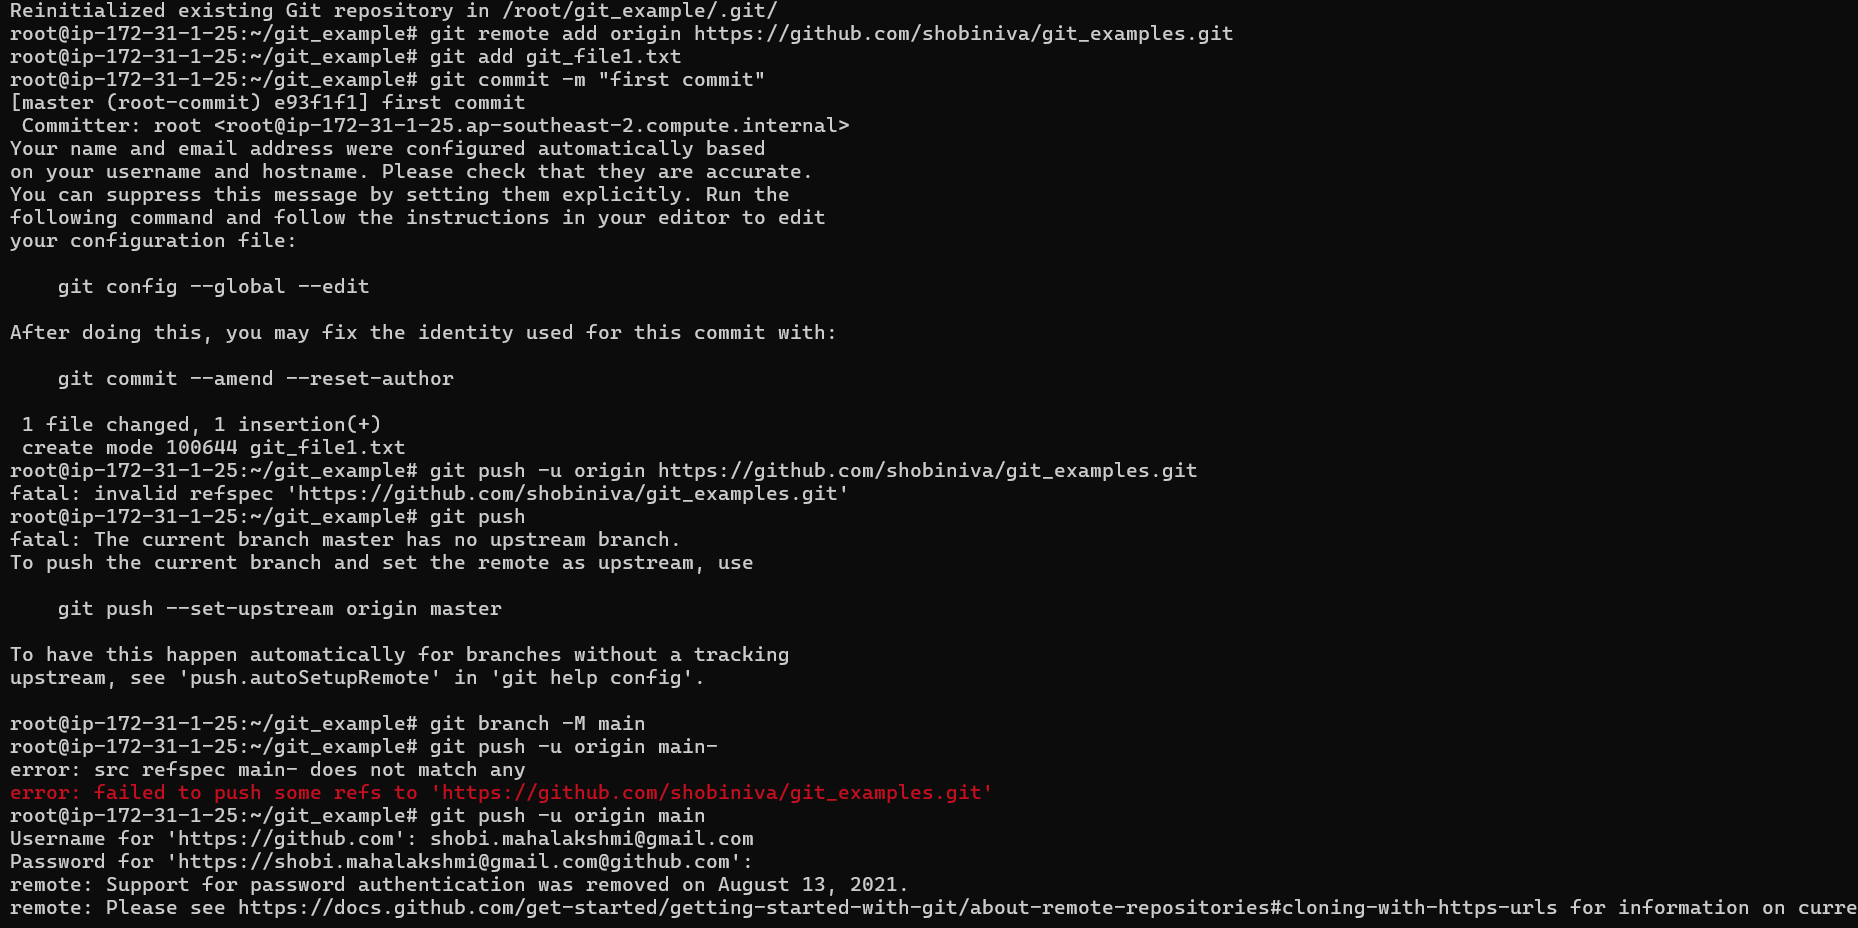 Reinitialized existing Git repository in /root/git_example/.git/
root@ip-172-31-1-25:~/git_example# git remote add origin https://github.com/shobiniva/git_examples.git
root@ip-172-31-1-25:~/git_example# git add git_file1.txt
root@ip-172-31-1-25:~/git_example# git commit -m "first commit"
[master (root-commit) e93f1f1] first commit
 Committer: root <root@ip-172-31-1-25.ap-southeast-2.compute.internal>
Your name and email address were configured automatically based
on your username and hostname. Please check that they are accurate.
You can suppress this message by setting them explicitly. Run the
following command and follow the instructions in your editor to edit
your configuration file:

    git config --global --edit

After doing this, you may fix the identity used for this commit with:

    git commit --amend --reset-author

 1 file changed, 1 insertion(+)
 create mode 100644 git_file1.txt
root@ip-172-31-1-25:~/git_example# git push -u origin https://github.com/shobiniva/git_examples.git
fatal: invalid refspec 'https://github.com/shobiniva/git_examples.git'
root@ip-172-31-1-25:~/git_example# git push
fatal: The current branch master has no upstream branch.
To push the current branch and set the remote as upstream, use

    git push --set-upstream origin master

To have this happen automatically for branches without a tracking
upstream, see 'push.autoSetupRemote' in 'git help config'.

root@ip-172-31-1-25:~/git_example# git branch -M main
root@ip-172-31-1-25:~/git_example# git push -u origin main-
error: src refspec main- does not match any
error: failed to push some refs to 'https://github.com/shobiniva/git_examples.git'
root@ip-172-31-1-25:~/git_example# git push -u origin main
Username for 'https://github.com': shobi.mahalakshmi@gmail.com
Password for 'https://shobi.mahalakshmi@gmail.com@github.com':
remote: Support for password authentication was removed on August 13, 2021.
remote: Please see https://docs.github.com/get-started/getting-started-with-git/about-remote-repositories#cloning-with-https-urls for information on curre